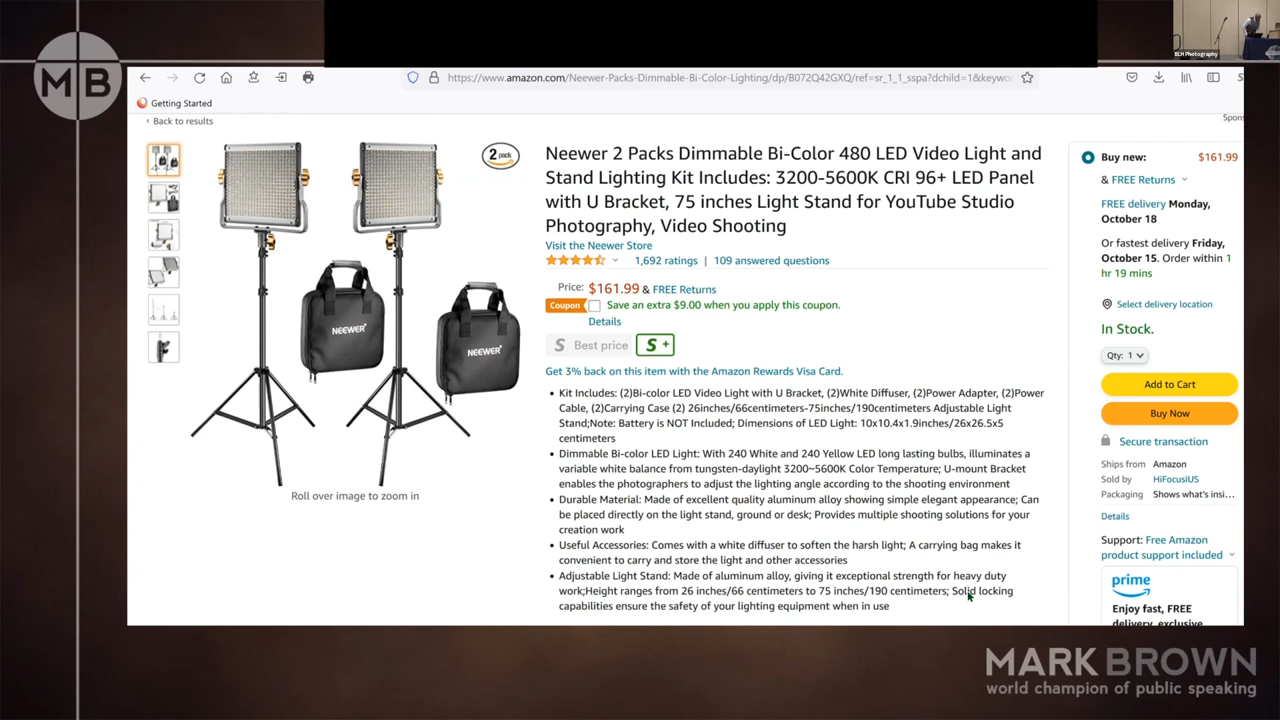 MB
BLH Photography
https://www.amazon.com/Neewer-Packs-Dimmable-Bi-Color-Lighting/dp/B072Q42GXQ/ref=sr_1_1_sspa?dchild=1&keywo
Getting Started
‹ Back to results
Spons
2 pack
NEEWER
NEEWER
Roll over image to zoom in
Neewer 2 Packs Dimmable Bi-Color 480 LED Video Light and
Stand Lighting Kit Includes: 3200-5600K CRI 96+ LED Panel
with U Bracket, 75 inches Light Stand for YouTube Studio
Photography, Video Shooting
Visit the Neewer Store
1,692 ratings | 109 answered questions
Price: $161.99 & FREE Returns
Coupon Save an extra $9.00 when you apply this coupon.
Details
S Best price S +
Get 3% back on this item with the Amazon Rewards Visa Card.
• Kit Includes: (2)Bi-color LED Video Light with U Bracket, (2)White Diffuser, (2)Power Adapter, (2)Power
Cable, (2)Carrying Case (2) 26inches/66centimeters-75inches/190centimeters Adjustable Light
Stand;Note: Battery is NOT Included; Dimensions of LED Light: 10x10.4x1.9inches/26x26.5x5
centimeters
• Dimmable Bi-color LED Light: With 240 White and 240 Yellow LED long lasting bulbs, illuminates a
variable white balance from tungsten-daylight 3200~5600K Color Temperature; U-mount Bracket
enables the photographers to adjust the lighting angle according to the shooting environment
• Durable Material: Made of excellent quality aluminum alloy showing simple elegant appearance; Can
be placed directly on the light stand, ground or desk; Provides multiple shooting solutions for your
creation work
• Useful Accessories: Comes with a white diffuser to soften the harsh light; A carrying bag makes it
convenient to carry and store the light and other accessories
• Adjustable Light Stand: Made of aluminum alloy, giving it exceptional strength for heavy duty
work;Height ranges from 26 inches/66 centimeters to 75 inches/190 centimeters; Solid locking
capabilities ensure the safety of your lighting equipment when in use
Buy new: $161.99
& FREE Returns
FREE delivery Monday,
October 18
Or fastest delivery Friday,
October 15. Order within 1
hr 19 mins
Select delivery location
In Stock.
Qty: 1
Add to Cart
Buy Now
Secure transaction
Ships from Amazon
Sold by HiFocusiUS
Packaging Shows what's insi...
Details
Support: Free Amazon
product support included
prime
Enjoy fast, FREE
delivery, exclusive
MARK BROWN
world champion of public speaking